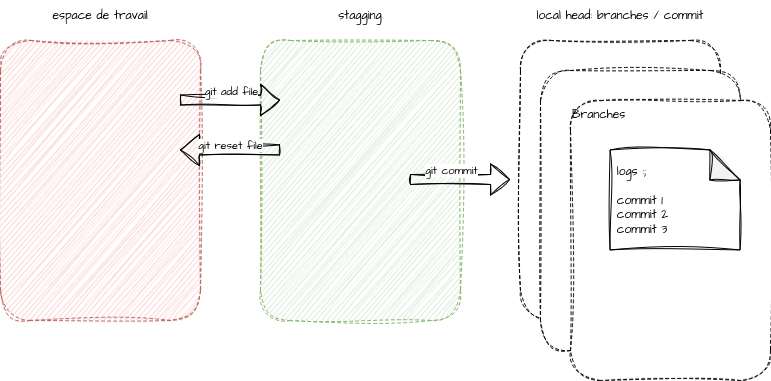 espace de travail
stagging
local head: branches / commit
git add file
git reset file
git commit
Branches
logs ;
commit 1
commit 2
commit 3